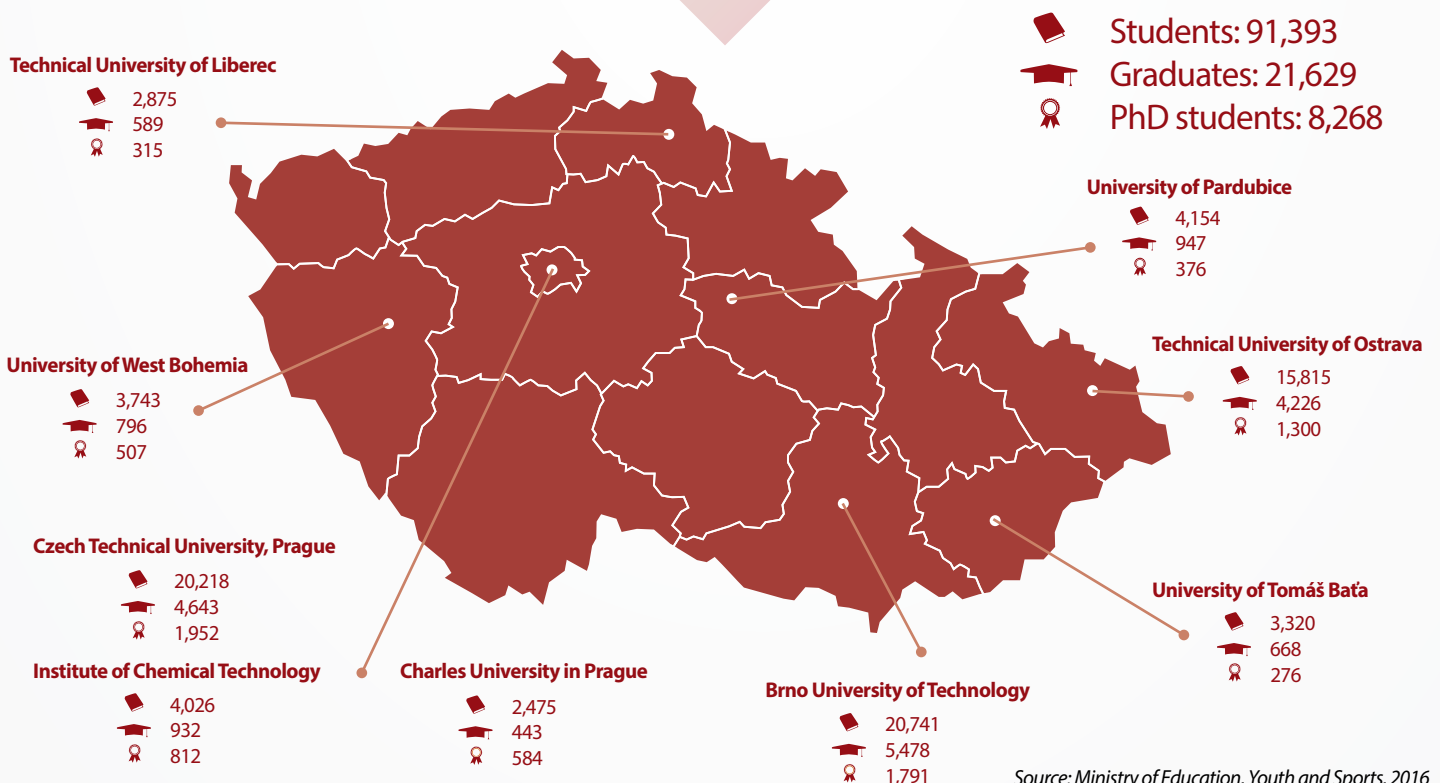 Students: 91,393
Graduates: 21,629
PhD students: 8,268
Technical University of Liberec
2,875
589
315
University of Pardubice
4,154
947
376
Technical University of Ostrava
15,815
4,226
1,300
University of West Bohemia
3,743
796
507
Czech Technical University, Prague
20,218
4,643
1,952
Institute of Chemical Technology
4,026
932
812
Charles University in Prague
2,475
443
584
Brno University of Technology
20,741
5,478
1,791
University of Tomáš Baťa
3,320
668
276
Source: Ministry of Education, Youth and Sports, 2016